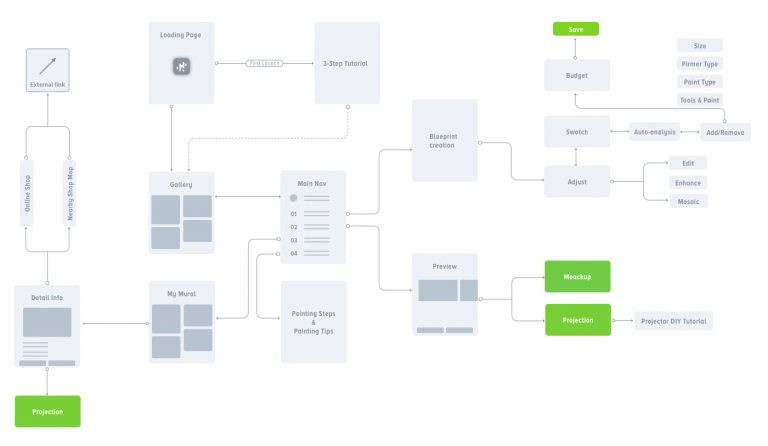 Save
Loading Page
First Launch
3-Step Tutorial
External link
Budget
Size
Pirmer Type
Paint Type
Tools & Paint
Blueprint
creation
Swatch
Auto-analysis
Add/Remove
Online Shop
Nearby Shop Map
Gallery
Main Nav
01
02
03
04
Adjust
Edit
Enhance
Mosaic
Detail Info
My Mural
Painting Steps
&
Painting Tips
Preview
Moockup
Projection
Projector DIY Tutorial
Projection